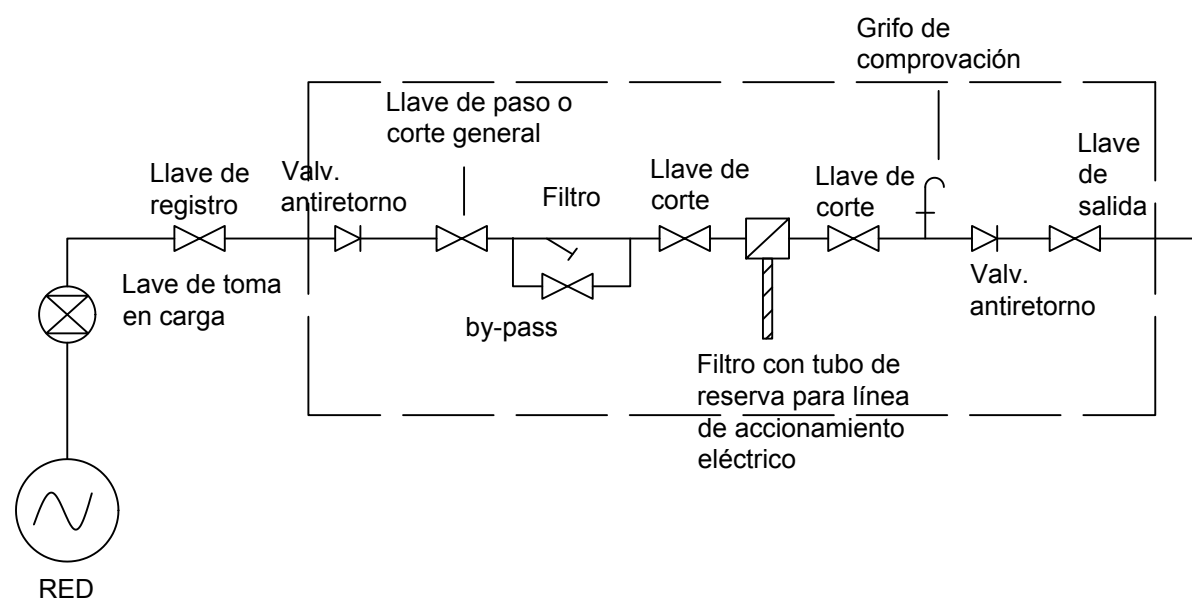 Grifo de
comprovación
Llave de paso o
corte general
Llave
de
salida
Llave de
registro
Valv.
antiretorno
Filtro
Llave de
corte
Llave de
corte
Lave de toma
en carga
by-pass
Valv.
antiretorno
Filtro con tubo de
reserva para línea
de accionamiento
eléctrico
RED